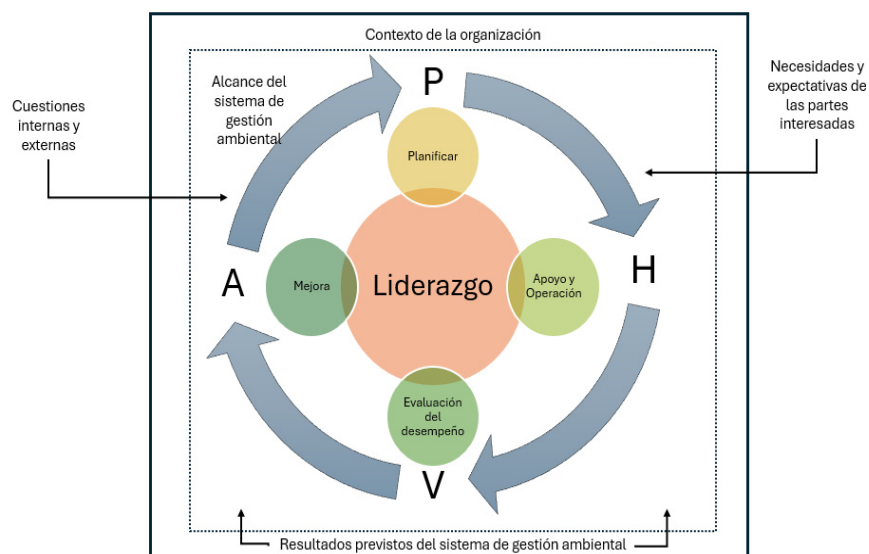 Contexto de la organización
Alcance del
sistema de
gestión
ambiental
P
Necesidades y
expectativas de
las partes
interesadas
Cuestiones
internas y
externas
Planificar
A
Mejora
Liderazgo
Apoyo y
Operación
H
Evaluación
del
desempeño
V
Resultados previstos del sistema de gestión ambiental